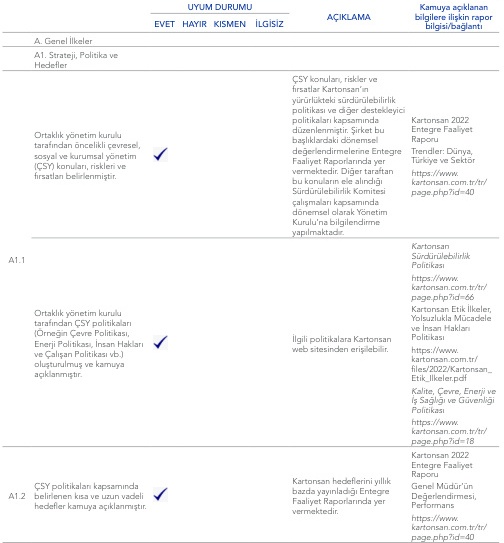 UYUM DURUMU
EVET HAYIR KISMEN İLGİSİZ
AÇIKLAMA
Kamuya açıklanan
bilgilere ilişkin rapor
bilgisi/bağlantı
A. Genel İlkeler
A1. Strateji, Politika ve
Hedefler
A1.1
Ortaklık yönetim kurulu
tarafından öncelikli çevresel,
sosyal ve kurumsal yönetim
(ÇSY) konuları, riskleri ve
fırsatları belirlenmiştir.
ÇSY konuları, riskler ve
fırsatlar Kartonsan'ın
yürürlükteki sürdürülebilirlik
politikası ve diğer destekleyici
politikaları kapsamında
düzenlenmiştir. Şirket bu
başlıklardaki dönemsel
değerlendirmelerine Entegre
Faaliyet Raporlarında yer
vermektedir. Diğer taraftan
bu konuların ele alındığı
Sürdürülebilirlik Komitesi
çalışmaları kapsamında
dönemsel olarak Yönetim
Kurulu'na bilgilendirme
yapılmaktadır.
Kartonsan 2022
Entegre Faaliyet
Raporu
Trendler: Dünya,
Türkiye ve Sektör
https://www.
kartonsan.com.tr/tr/
page.php?id=40
Ortaklık yönetim kurulu
tarafından ÇSY politikaları
(Örneğin Çevre Politikası,
Enerji Politikası, İnsan Hakları
ve Çalışan Politikası vb.)
oluşturulmuş ve kamuya
açıklanmıştır.
İlgili politikalara Kartonsan
web sitesinden erişilebilir.
Kartonsan
Sürdürülebilirlik
Politikası
https://www.
kartonsan.com.tr/tr/
page.php?id=66
Kartonsan Etik İlkeler,
Yolsuzlukla Mücadele
ve İnsan Hakları
Politikası
https://www.
kartonsan.com.tr/
files/2022/Kartonsan_
Etik_Ilkeler.pdf
Kalite, Çevre, Enerji ve
İş Sağlığı ve Güvenliği
Politikası
https://www.
kartonsan.com.tr/tr/
page.php?id=18
A1.2
ÇSY politikaları kapsamında
belirlenen kısa ve uzun vadeli
hedefler kamuya açıklanmıştır.
Kartonsan hedeflerini yıllık
bazda yayınladığı Entegre
Faaliyet Raporlarında yer
vermektedir.
Kartonsan 2022
Entegre Faaliyet
Raporu
Genel Müdür'ün
Değerlendirmesi,
Performans
https://www.
kartonsan.com.tr/tr/
page.php?id=40